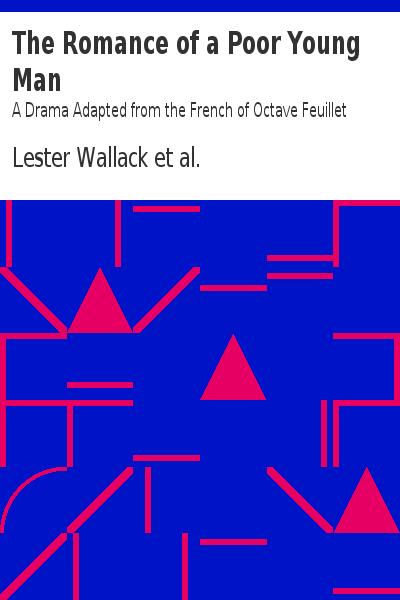 The Romance of a Poor Young
Man
A Drama Adapted from the French of Octave Feuillet
Lester Wallack et al.